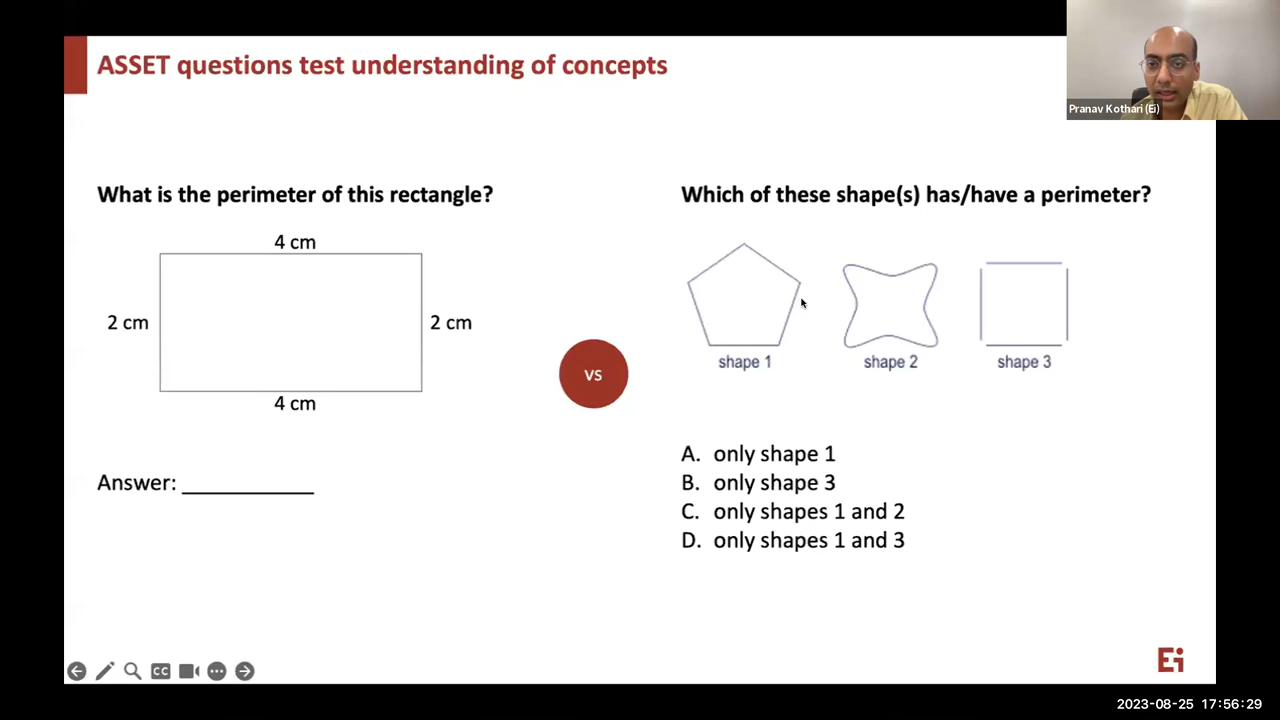 ASSET questions test understanding of concepts
Pranav Kothari (Ei)
What is the perimeter of this rectangle?
4 cm
2 cm
2 cm
4 cm
Answer: ___________
vs
Which of these shape(s) has/have a perimeter?
shape 1
shape 2
shape 3
A. only shape 1
B. only shape 3
C. only shapes 1 and 2
D. only shapes 1 and 3
CC
Ei
2023-08-25 17:56:29